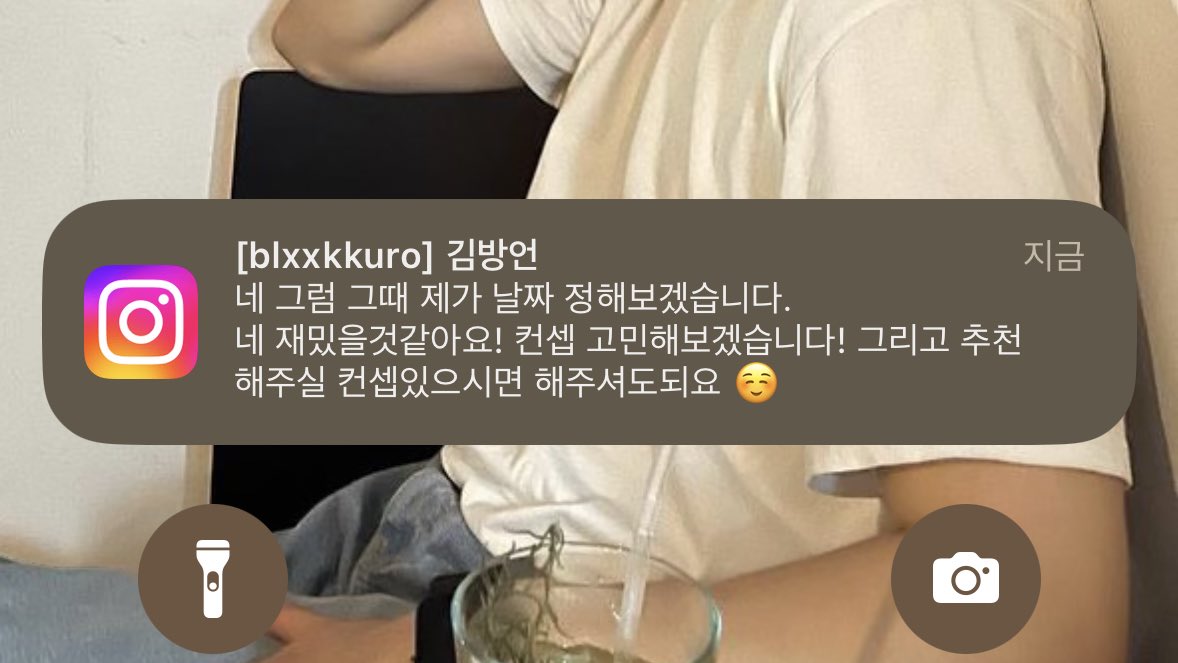 [blxxkkuro] 김방언
지금
네 그럼 그때 제가 날짜 정해보겠습니다.
네 재밌을것같아요! 컨셉 고민해보겠습니다! 그리고 추천
해주실 컨셉있으시면 해주셔도되요 ☺️